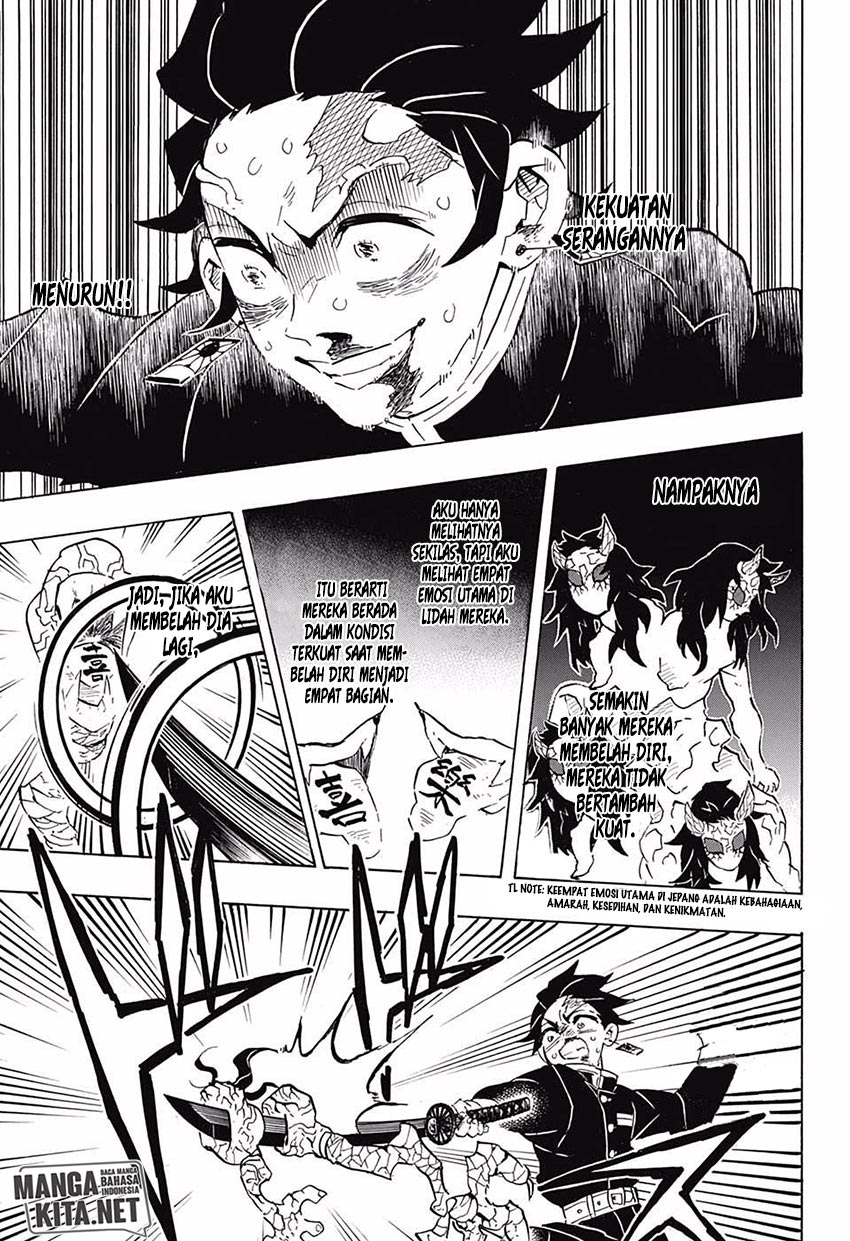 KEKUATAN
SERANGANNYA
MENURUN!!
NAMPAKNYA
SEMAKIN
BANYAK MEREKA
MEMBELAH DIRI,
MEREKA TIDAK
BERTAMBAH
KUAT.
TL NOTE: KEEMPAT EMOSI UTAMA DI JEPANG ADALAH KEBAHAGIAAN,
AMARAH, KESEDIHAN, DAN KENIKMATAN.
AKU HANYA
MELIHATNYA
SEKILAS, TAPI AKU
MELIHAT EMPAT
EMOSI UTAMA DI
LIDAH MEREKA.
ITU BERARTI
MEREKA BERADA
DALAM KONDISI
TERKUAT SAAT MEM-
BELAH DIRI MENJADI
EMPAT BAGIAN.
樂
喜
JADI, JIKA AKU
MEMBELAH DIA
LAGI,
MANGA
KITA.NET
BACA MANGA
BAHASA
INDONESIA